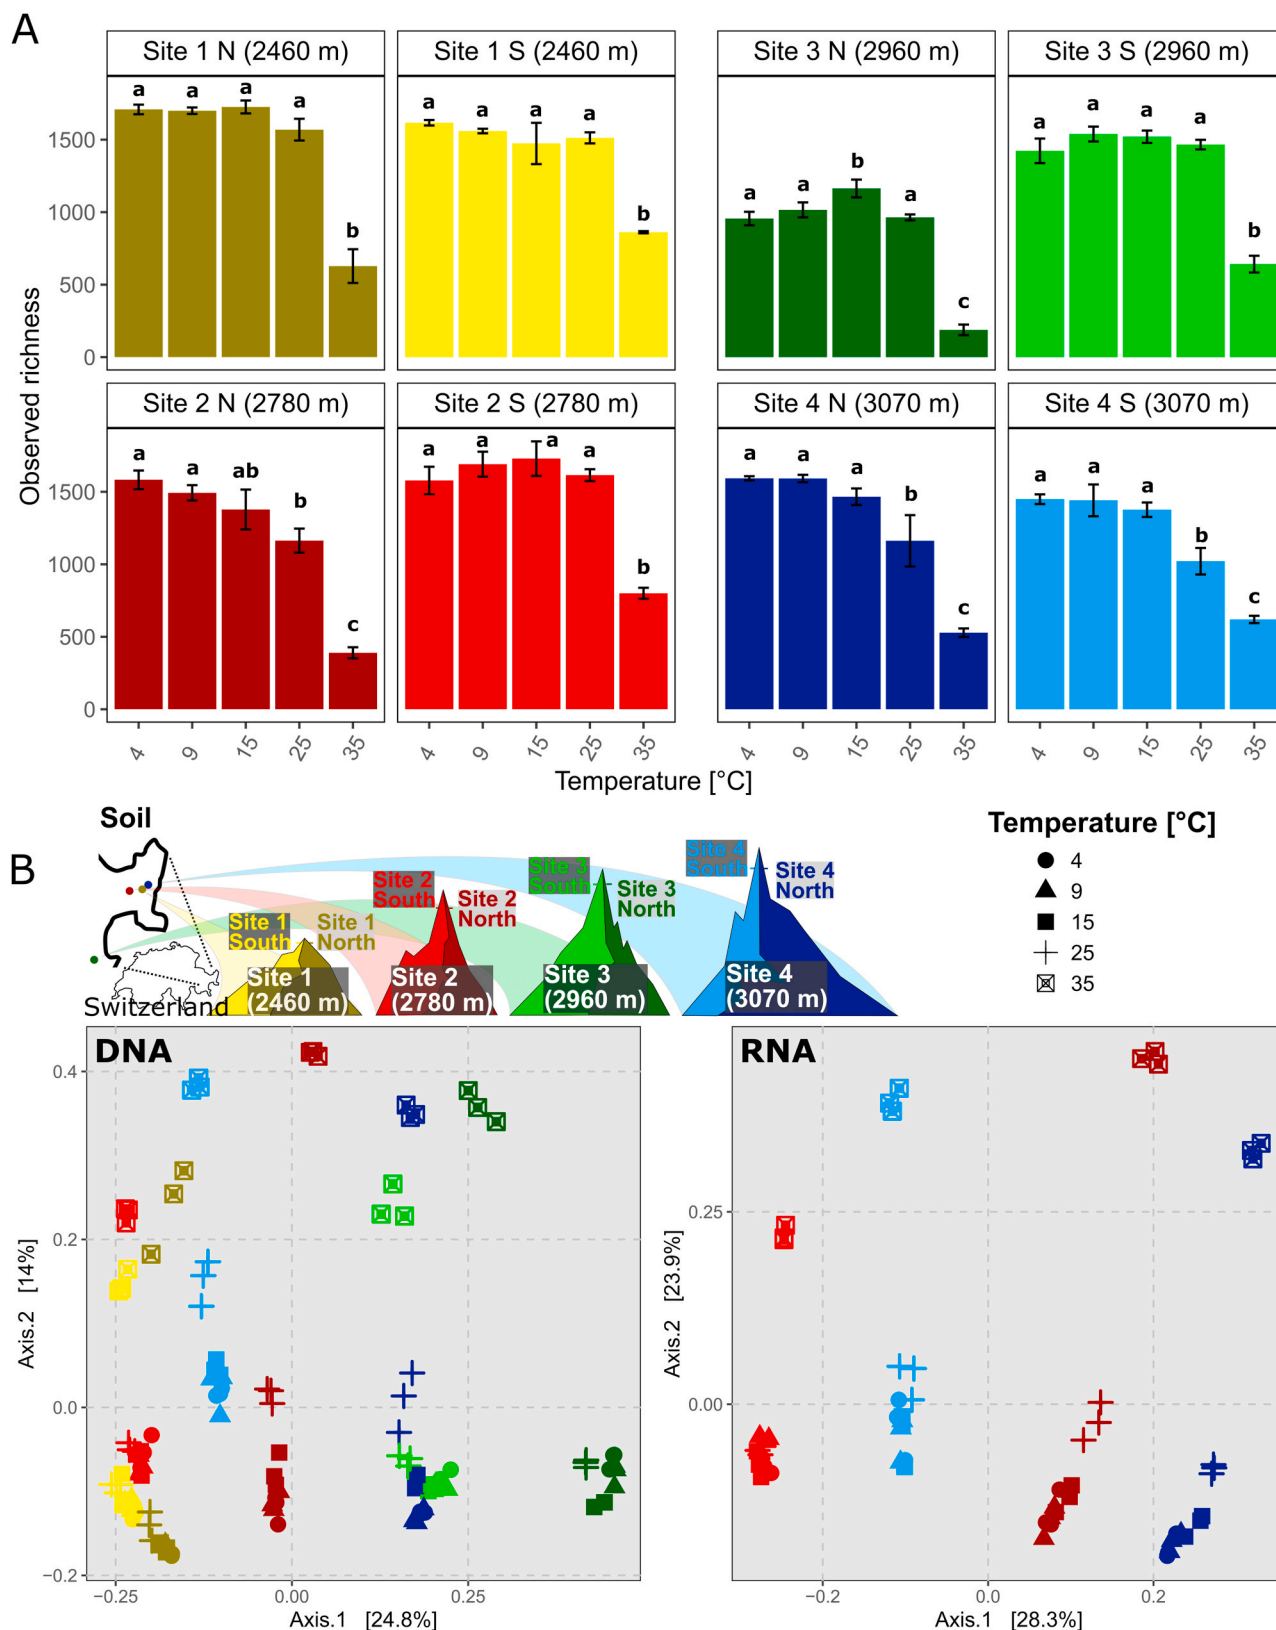 A
Site 1 N (2460 m)
Site 1 S (2460 m)
Site 3 N (2960 m)
Site 3 S (2960 m)
Observed richness
1500
1000
500
0
a a a a b
a a a a b
a a b a c
a a a a b
Site 2 N (2780 m)
Site 2 S (2780 m)
Site 4 N (3070 m)
Site 4 S (3070 m)
1500
1000
500
0
a a ab b c
a a a a b
a a a b c
a a a b c
4 9 15 25 35
4 9 15 25 35
4 9 15 25 35
4 9 15 25 35
Temperature [°C]
B
Soil
Switzerland
Site 1
South
Site 1
North
Site 1
(2460 m)
Site 2
South
Site 2
North
Site 2
(2780 m)
Site 3
South
Site 3
North
Site 3
(2960 m)
Site 4
South
Site 4
North
Site 4
(3070 m)
Temperature [°C]
4
9
15
25
35
DNA
Axis.2 [14%]
0.4
0.2
0.0
−0.2
−0.25 0.00 0.25
Axis.1 [24.8%]
RNA
Axis.2 [23.9%]
0.25
0.00
−0.2 0.0 0.2
Axis.1 [28.3%]